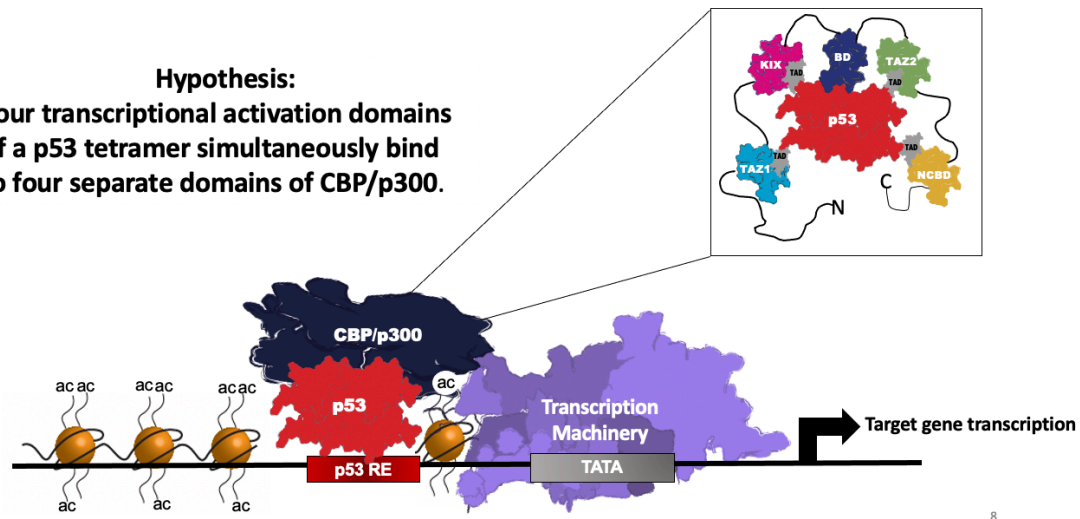 Hypothesis:
our transcriptional activation domains
f a p53 tetramer simultaneously bind
o four separate domains of CBP/p300.
KIX
BD
TAZ2
TAD
TAD
p53
TAD
TAD
TAZ1
NCBD
C
N
CBP/p300
ac
p53
Transcription
Machinery
Target gene transcription
ac ac
ac ac
ac ac
p53 RE
TATA
ac
ac
ac
8